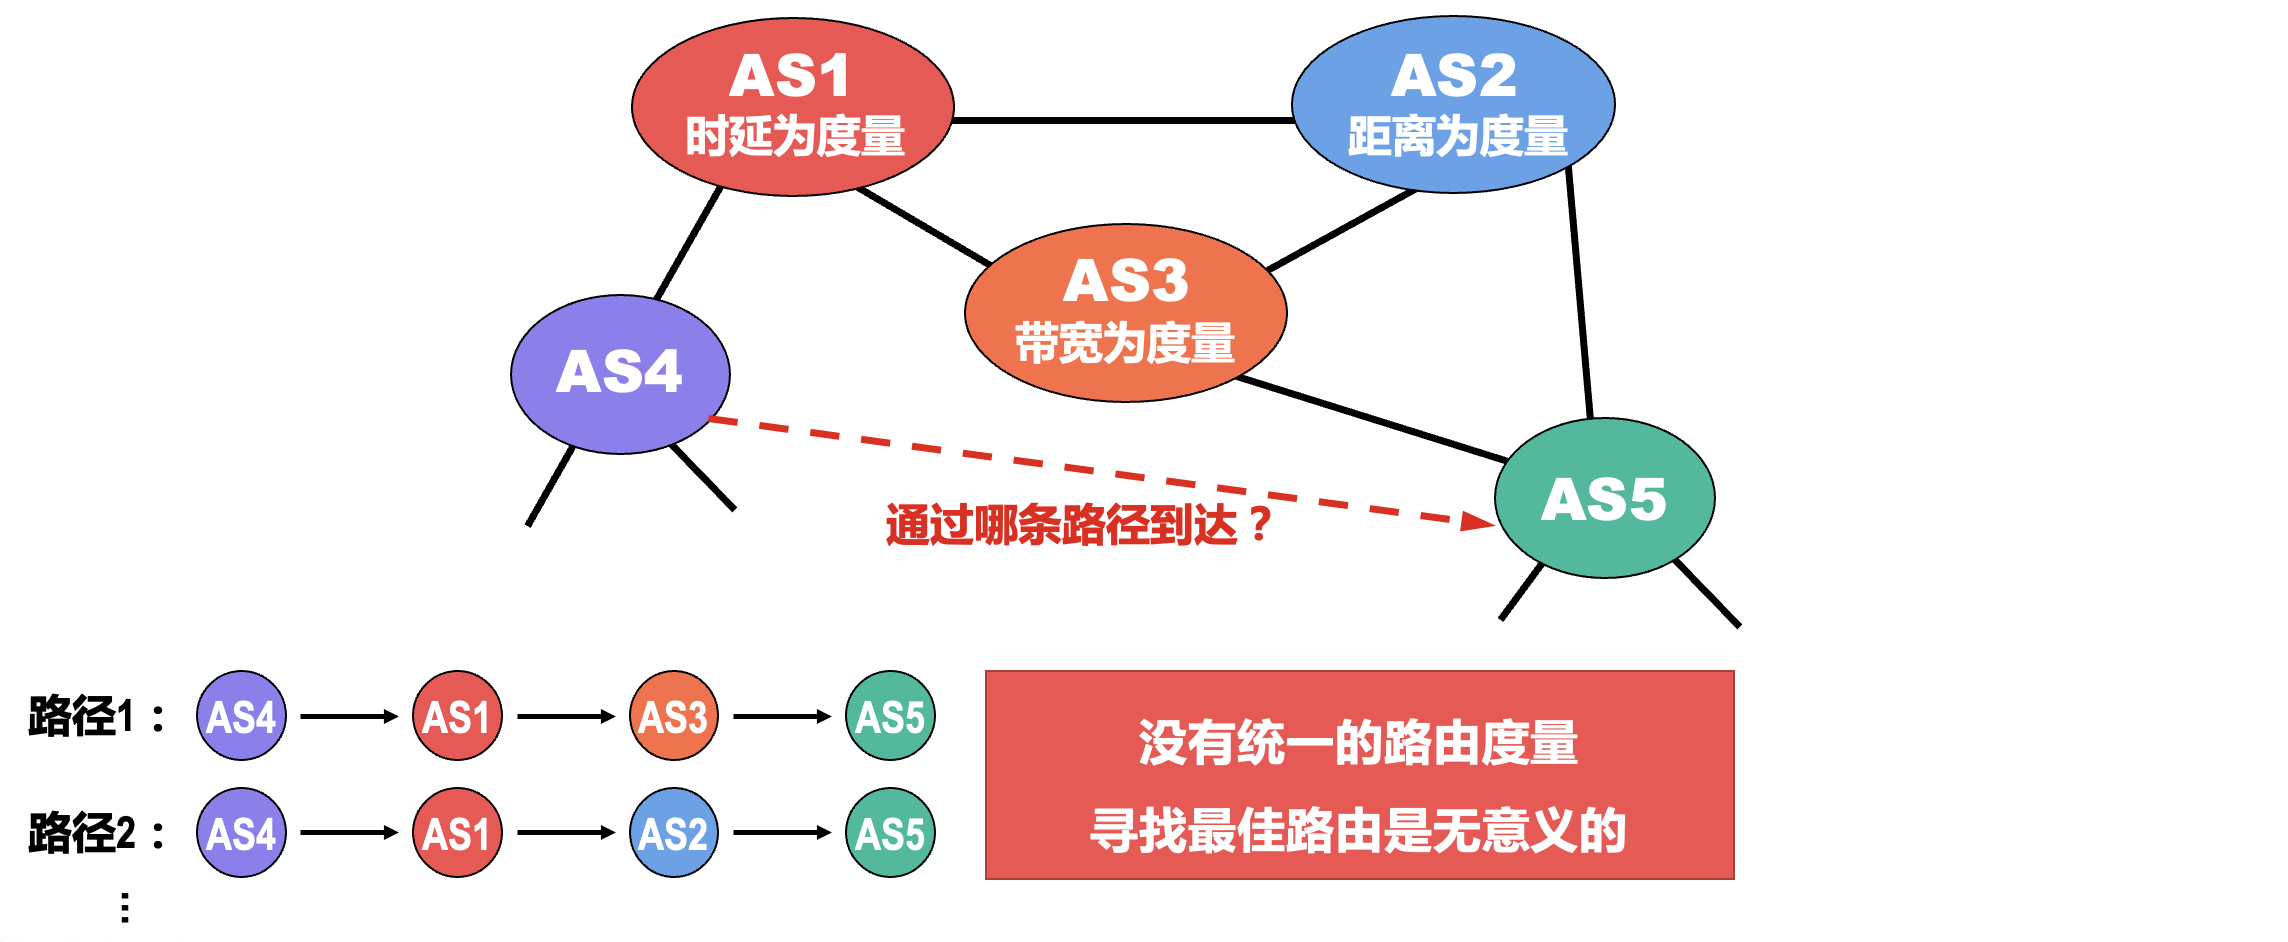 AS1
时延为度量
AS2
距离为度量
AS3
带宽为度量
AS4
AS5
通过哪条路径到达？
路径1： AS4 AS1 AS3 AS5
路径2： AS4 AS1 AS2 AS5
...
没有统一的路由度量
寻找最佳路由是无意义的